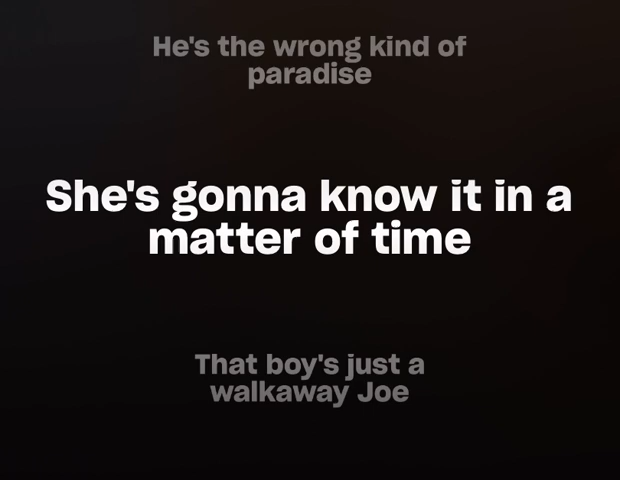 He's the wrong kind of
paradise
She's gonna know it in a
matter of time
That boy's just a
walkaway Joe